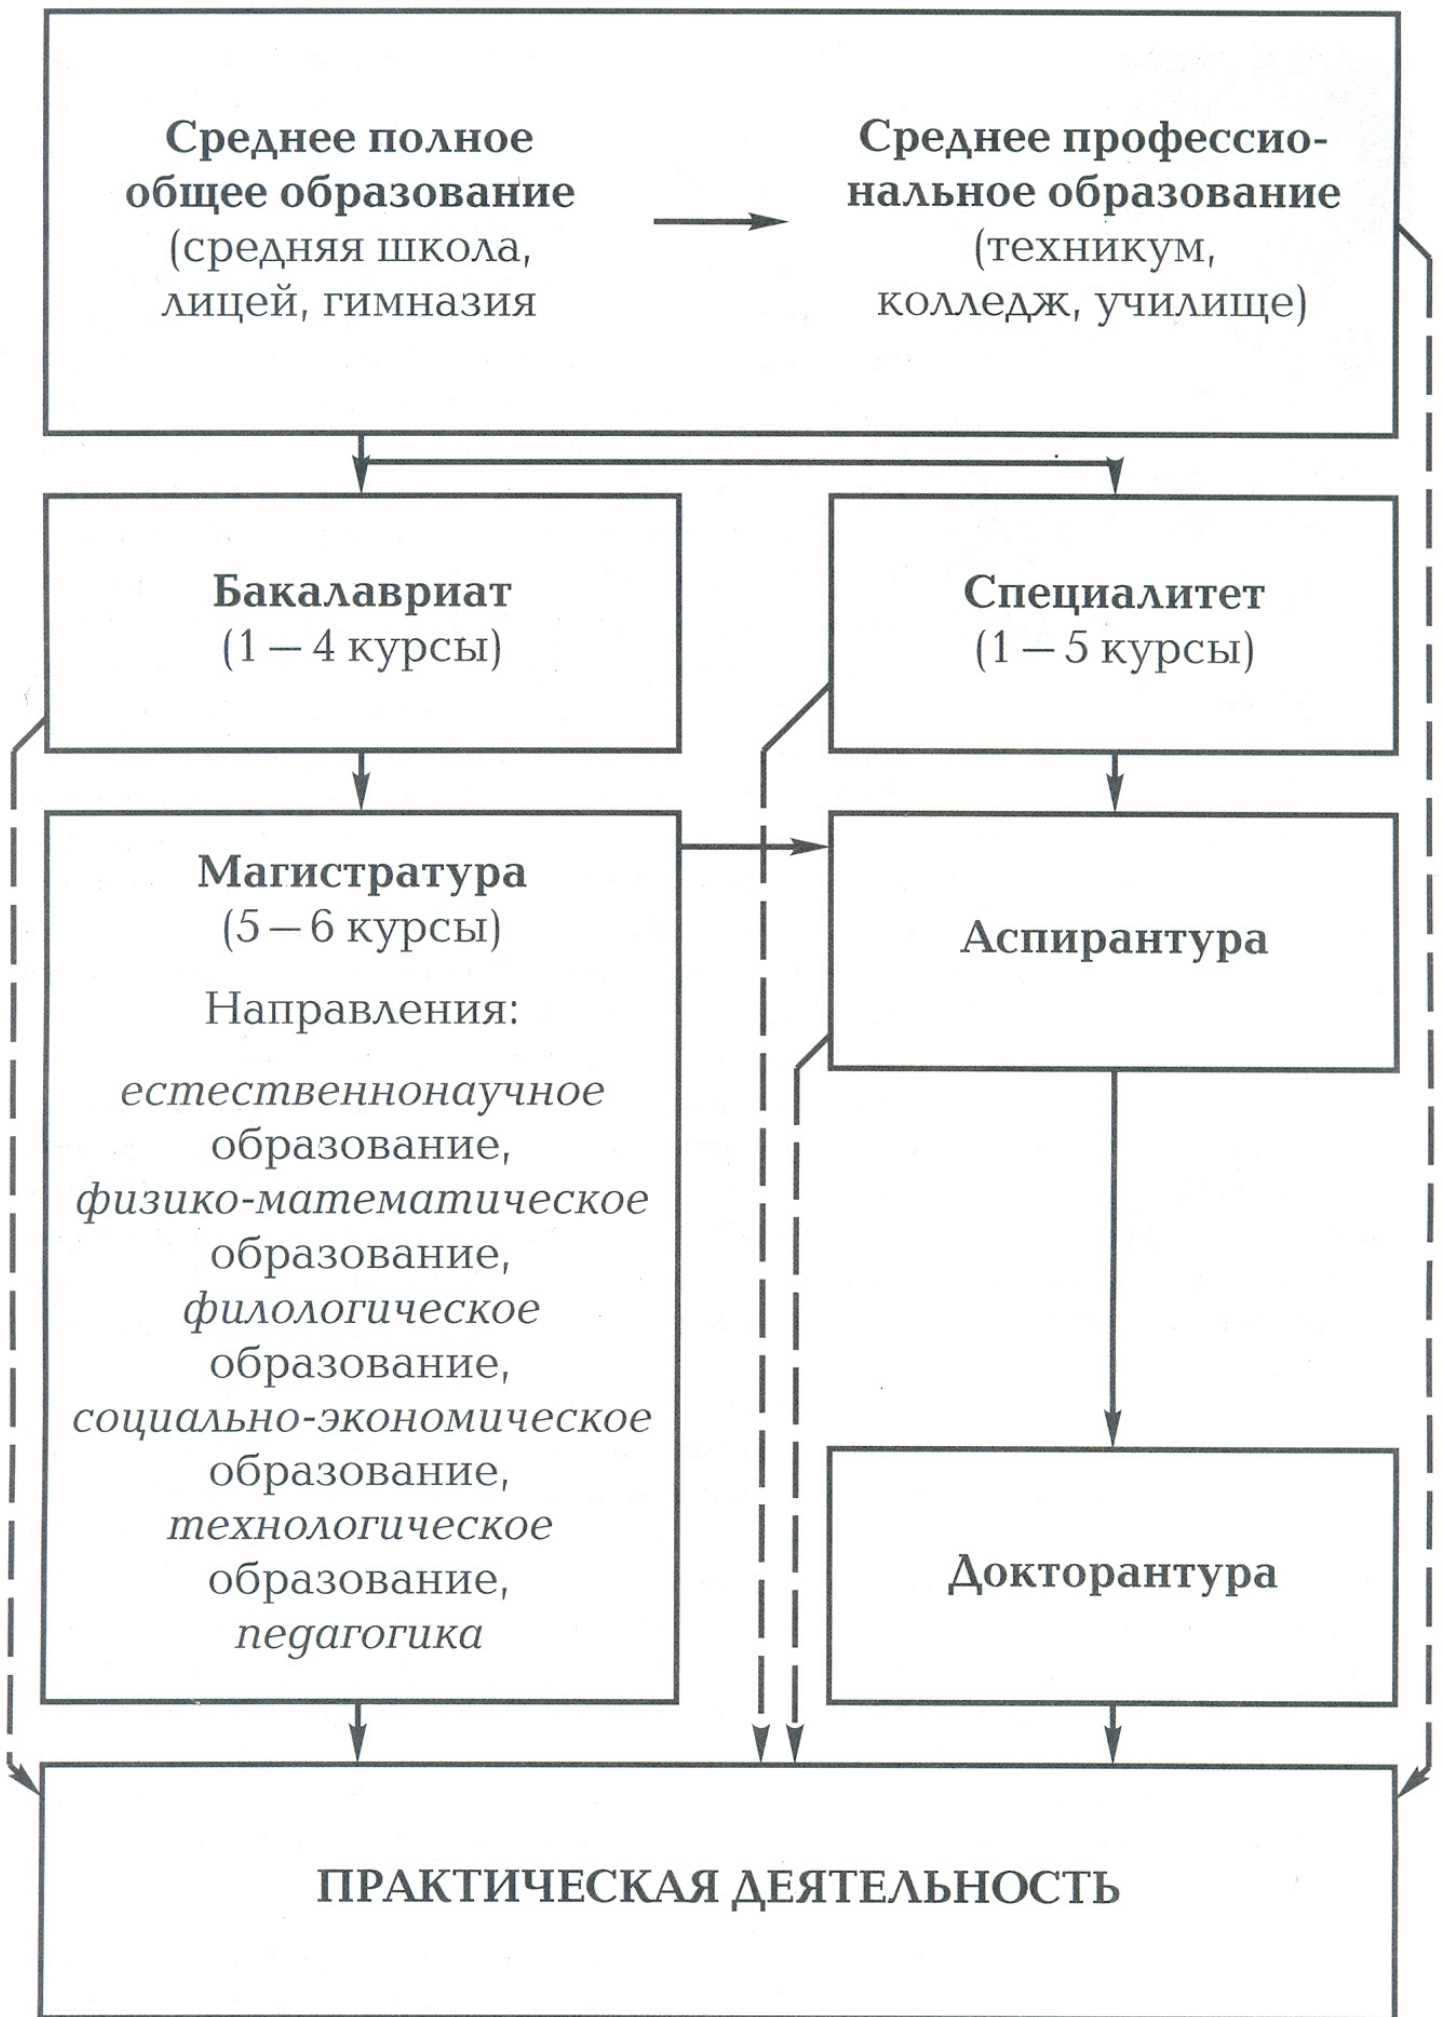 Среднее полное
общее образование
(средняя школа,
лицей, гимназия
Среднее профессио-
нальное образование
(техникум,
колледж, училище)
Бакалавриат
(1 — 4 курсы)
Специалитет
(1 — 5 курсы)
Магистратура
(5 — 6 курсы)
Направления:
естественнонаучное
образование,
физико-математическое
образование,
филологическое
образование,
социально-экономическое
образование,
технологическое
образование,
педагогика
Аспирантура
Докторантура
ПРАКТИЧЕСКАЯ ДЕЯТЕЛЬНОСТЬ